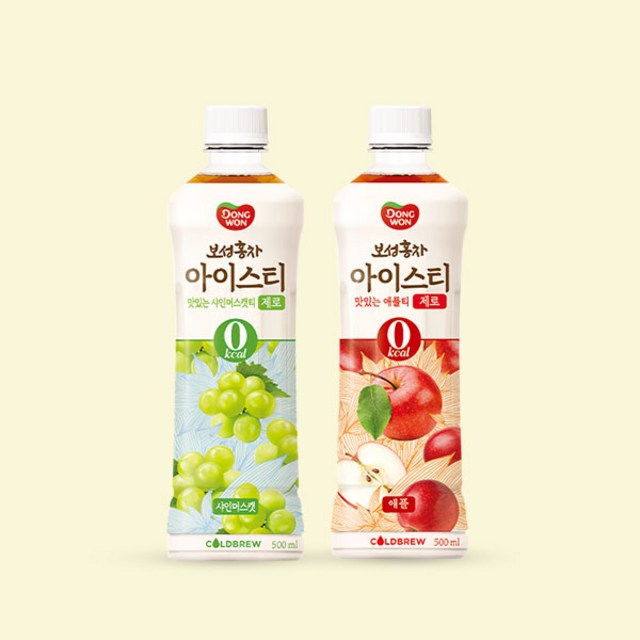 DONG
WON
보성홍차
아이스티
맛있는 샤인머스캣티 제로
0
kcal
샤인머스캣
COLDBREW 500 ml
DONG
WON
보성홍차
아이스티
맛있는 애플티 제로
0
kcal
애플
COLDBREW 500 ml